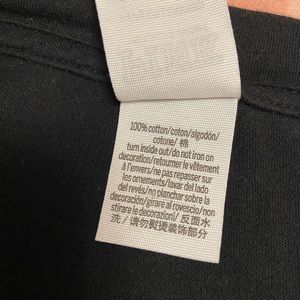 100% cotton/coton/algodón/
cotone/ 棉
turn inside out/do not iron on
decoration/retourner le vêtement
à l'envers/ne pas repasser sur
les ornements/lavar del lado
del revés/no planchar sobre la
decoración/girare al rovescio/non
stirare le decorazioni/ 反面水
洗 /请勿熨烫装饰部分